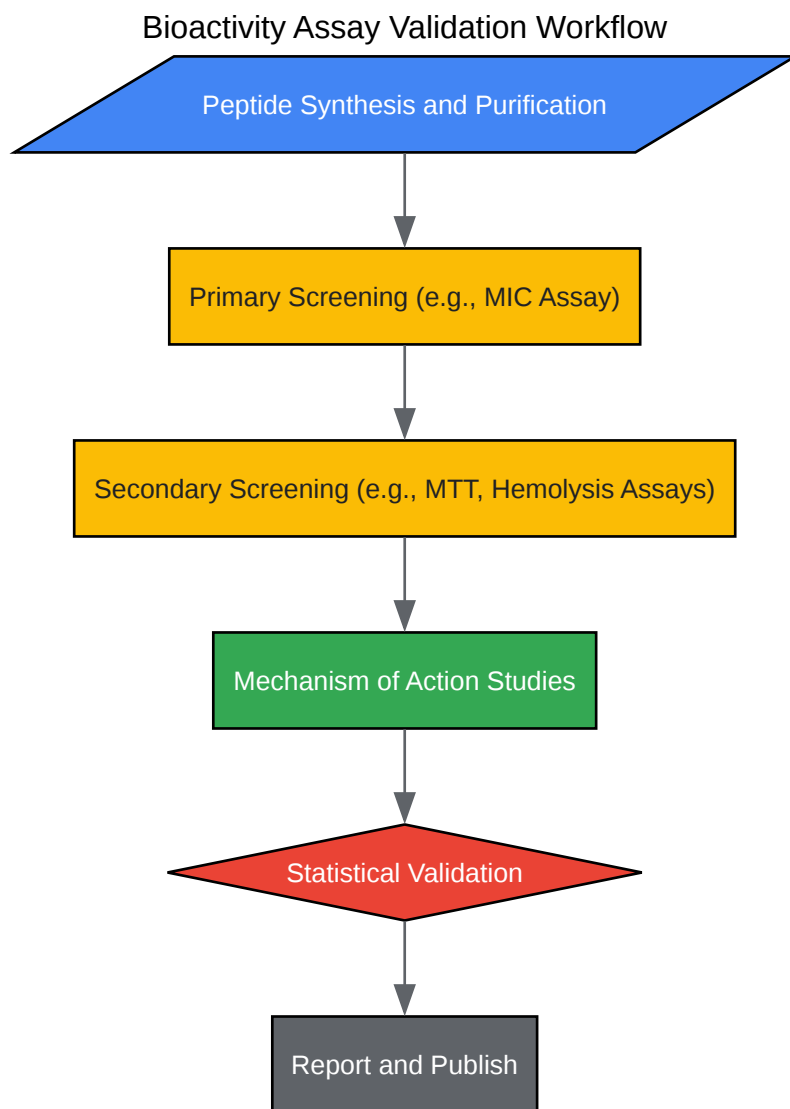 Bioactivity Assay Validation Workflow
Peptide Synthesis and Purification
Primary Screening (e.g., MIC Assay)
Secondary Screening (e.g., MTT, Hemolysis Assays)
Mechanism of Action Studies
Statistical Validation
Report and Publish